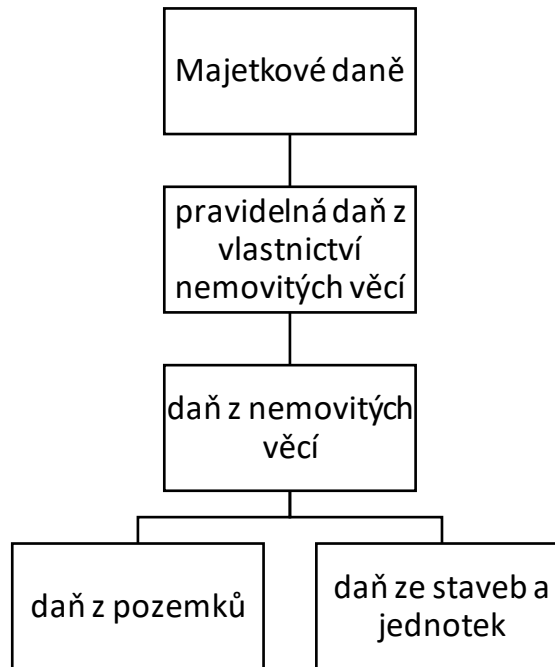 Majetkové daně
pravidelná daň z
vlastnictví
nemovitých věcí
daň z nemovitých
věcí
daň z pozemků
daň ze staveb a
jednotek